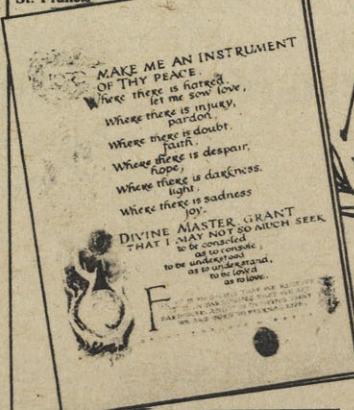 St. Francis
MAKE ME AN INSTRUMENT
OF THY PEACE.
Where there is hatred,
let me sow love,
Where there is injury,
pardon,
Where there is doubt,
faith,
Where there is despair,
hope,
Where there is darkness,
light,
Where there is sadness
joy.
DIVINE MASTER, GRANT
THAT I MAY NOT SO MUCH SEEK
to be consoled
as to console,
to be understood
as to understand,
to be loved
as to love.